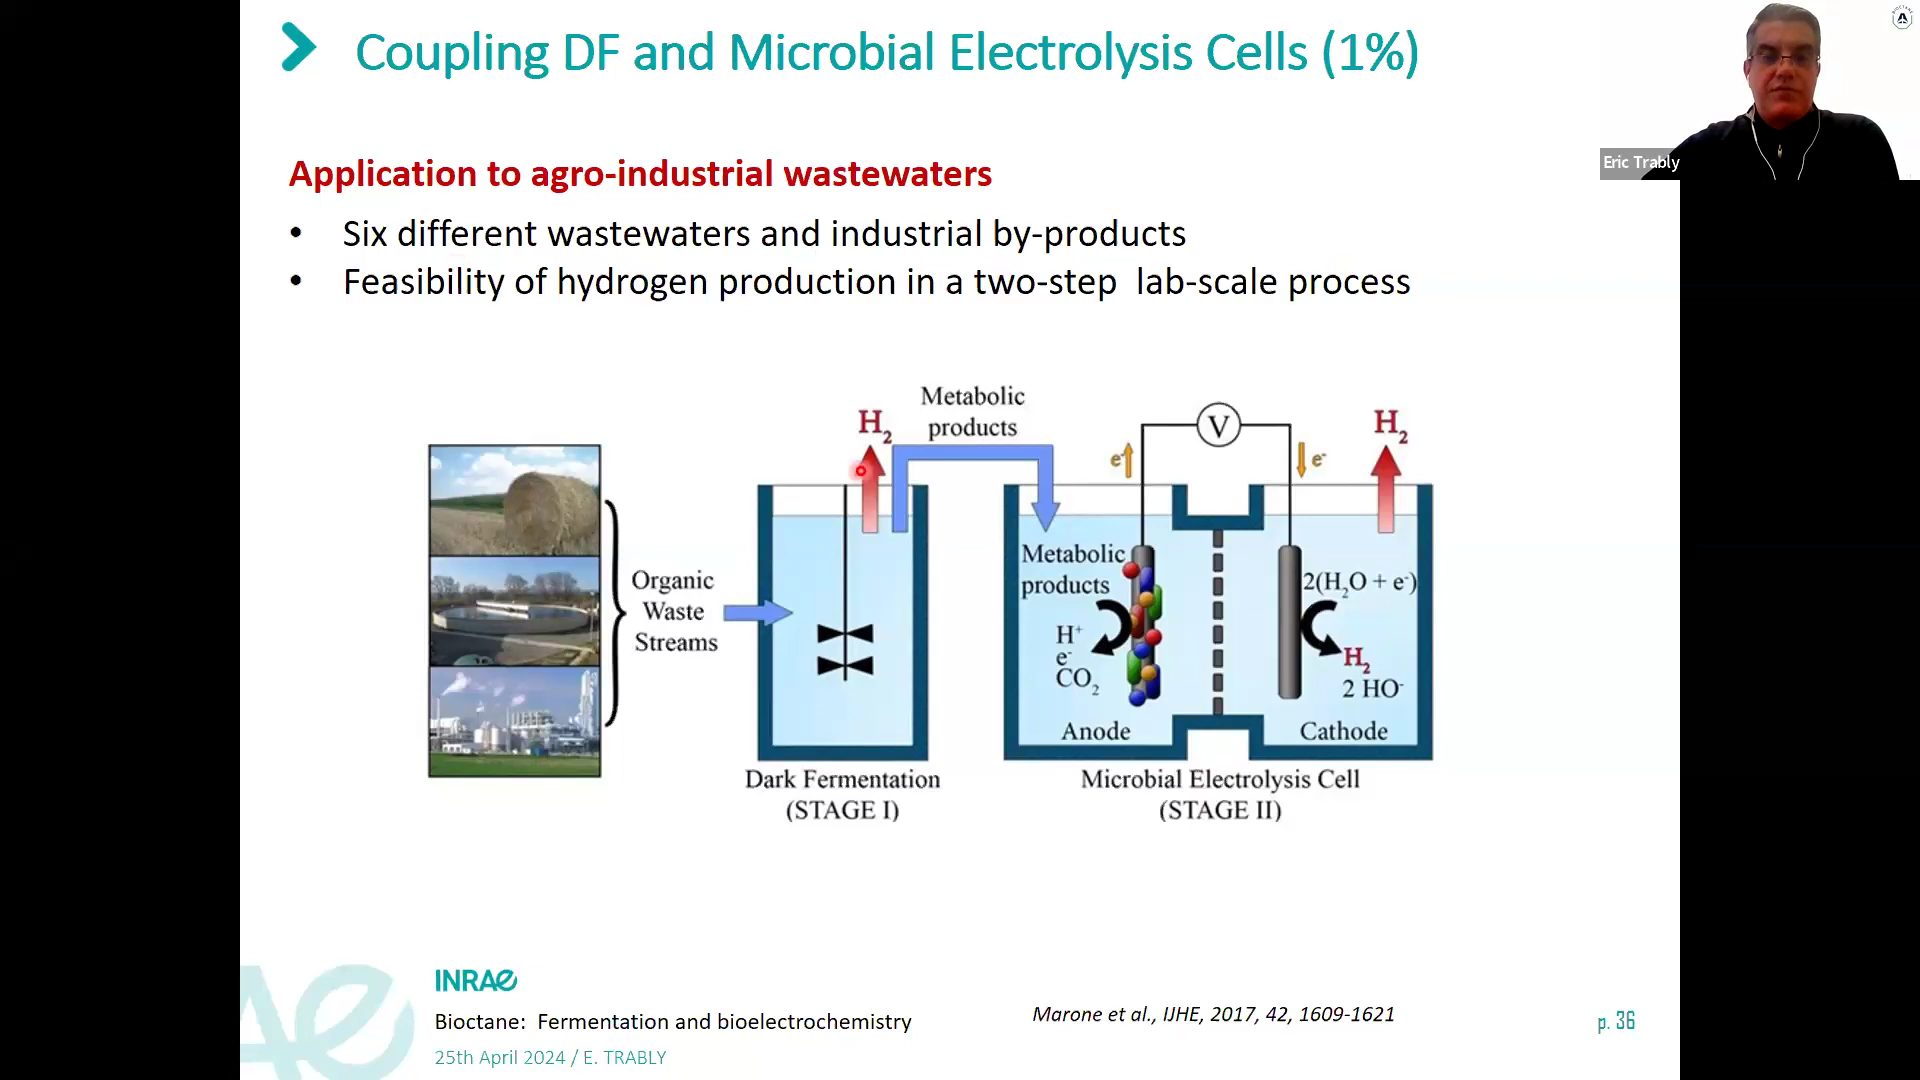 Coupling DF and Microbial Electrolysis Cells (1%)
Eric Trably
Application to agro-industrial wastewaters
• Six different wastewaters and industrial by-products
• Feasibility of hydrogen production in a two-step lab-scale process
Metabolic
products
H2
H2
V
e-
e-
Organic
Waste
Streams
Metabolic
products
H+
e-
CO2
2(H2O + e-)
H2
2 HO-
Anode
Cathode
Dark Fermentation
(STAGE I)
Microbial Electrolysis Cell
(STAGE II)
INRAE
Bioctane: Fermentation and bioelectrochemistry
25th April 2024 / E. TRABLY
Marone et al., IJHE, 2017, 42, 1609-1621
p. 36